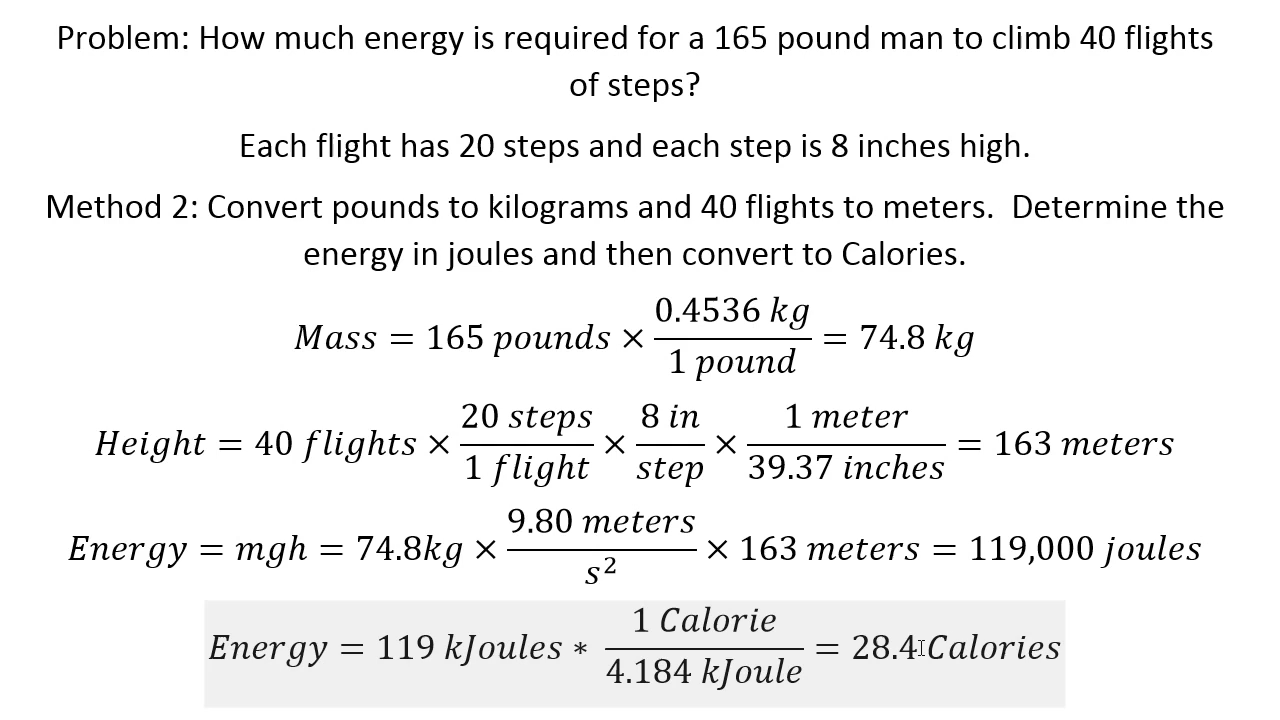 Problem: How much energy is required for a 165 pound man to climb 40 flights
of steps?
Each flight has 20 steps and each step is 8 inches high.
Method 2: Convert pounds to kilograms and 40 flights to meters.  Determine the
energy in joules and then convert to Calories.
Mass = 165 pounds × 0.4536 kg / 1 pound = 74.8 kg
Height = 40 flights × 20 steps / 1 flight × 8 in / step × 1 meter / 39.37 inches = 163 meters
Energy = mgh = 74.8kg × 9.80 meters / s² × 163 meters = 119,000 joules
Energy = 119 kJoules * 1 Calorie / 4.184 kJoule = 28.4 Calories